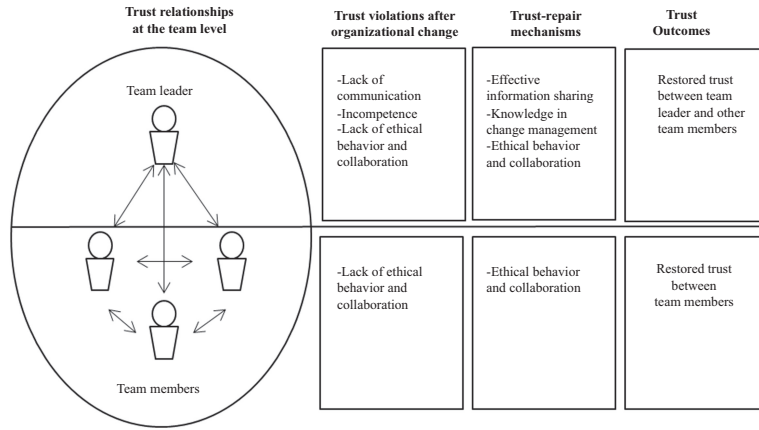 Trust relationships
at the team level
Trust violations after
organizational change
Trust-repair
mechanisms
Trust
Outcomes
Team leader
-Lack of
communication
-Incompetence
-Lack of ethical
behavior and
collaboration
-Effective
information sharing
-Knowledge in
change management
-Ethical behavior
and collaboration
Restored trust
between team
leader and other
team members
-Lack of ethical
behavior and
collaboration
-Ethical behavior
and collaboration
Restored trust
between
team members
Team members